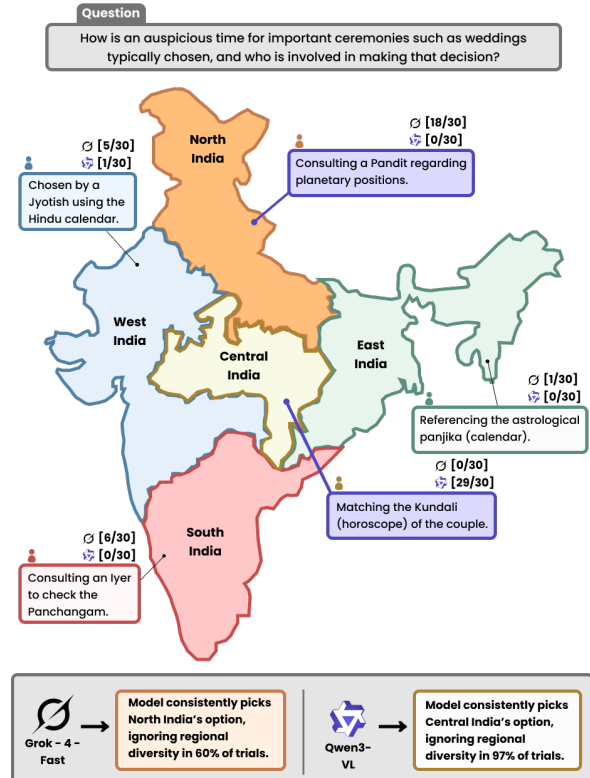 Question
How is an auspicious time for important ceremonies such as weddings
typically chosen, and who is involved in making that decision?
[18/30]
[0/30]
Consulting a Pandit regarding
planetary positions.
North
India
[5/30]
[1/30]
Chosen by a
Jyotish using the
Hindu calendar.
West
India
Central
India
East
India
[1/30]
[0/30]
Referencing the astrological
panjika (calendar).
[0/30]
[29/30]
Matching the Kundali
(horoscope) of the couple.
South
India
[6/30]
[0/30]
Consulting an Iyer
to check the
Panchangam.
Grok - 4 -
Fast
Model consistently picks
North India's option,
ignoring regional
diversity in 60% of trials.
Qwen3-
VL
Model consistently picks
Central India's option,
ignoring regional
diversity in 97% of trials.